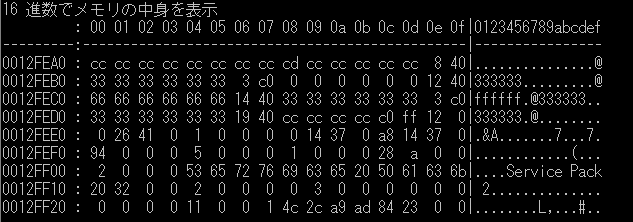 16 進数でメモリの中身を表示
         : 00 01 02 03 04 05 06 07 08 09 0a 0b 0c 0d 0e 0f|0123456789abcdef
---------:------------------------------------------------|----------------
0012FEA0 : cc cc cc cc cc cc cc cc cd cc cc cc cc cc  8 40|...............@
0012FEB0 : 33 33 33 33 33 33  3 c0  0  0  0  0  0  0 12 40|333333.........@
0012FEC0 : 66 66 66 66 66 66 14 40 33 33 33 33 33 33  3 c0|ffffff.@333333..
0012FED0 : 33 33 33 33 33 33 19 40 cc cc cc cc c0 ff 12  0|333333.@........
0012FEE0 :  0 26 41  0  1  0  0  0  0 14 37  0 a8 14 37  0|.&A.......7...7.
0012FEF0 : 94  0  0  0  5  0  0  0  1  0  0  0 28  a  0  0|............(...
0012FF00 :  2  0  0  0 53 65 72 76 69 63 65 20 50 61 63 6b|....Service Pack
0012FF10 : 20 32  0  0  0  2  0  0  0  0  3  0  0  0  0  0| 2..............
0012FF20 :  0  0  0  0 11  0  0  1 4c 2c a9 ad 84 23  0  0|........L,...#..